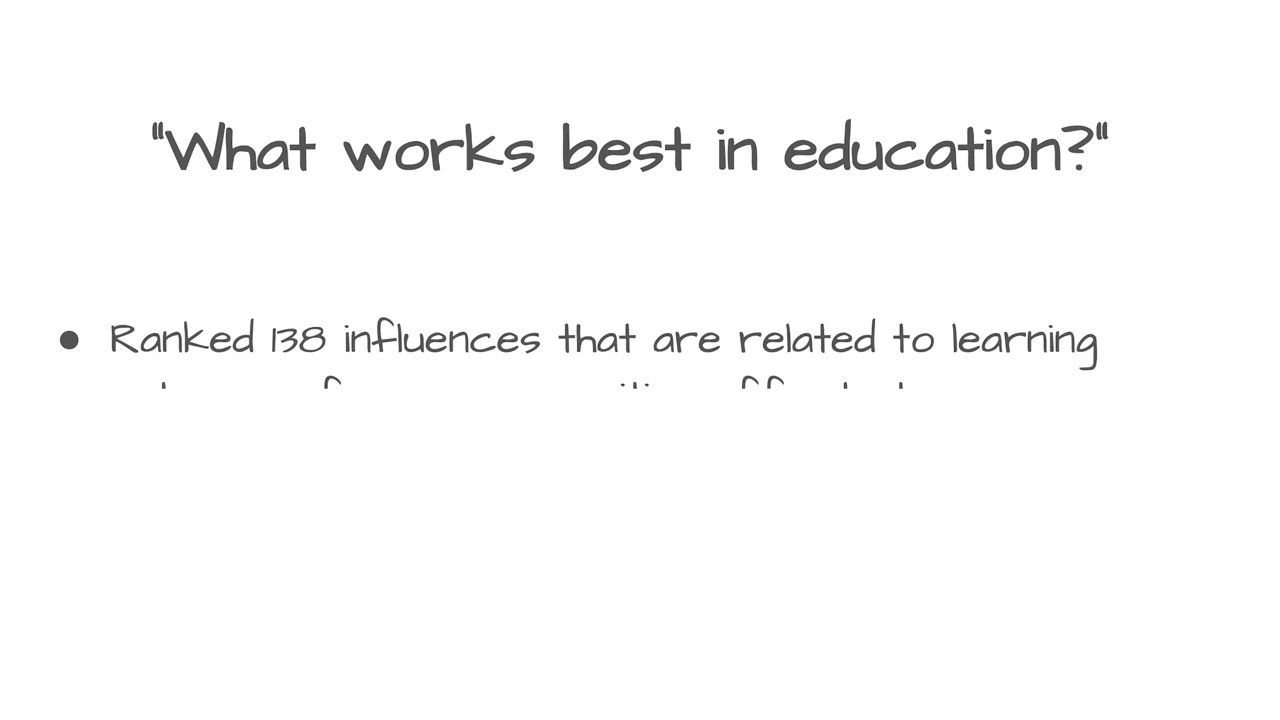 "What works best in education?"
● Ranked 138 influences that are related to learning